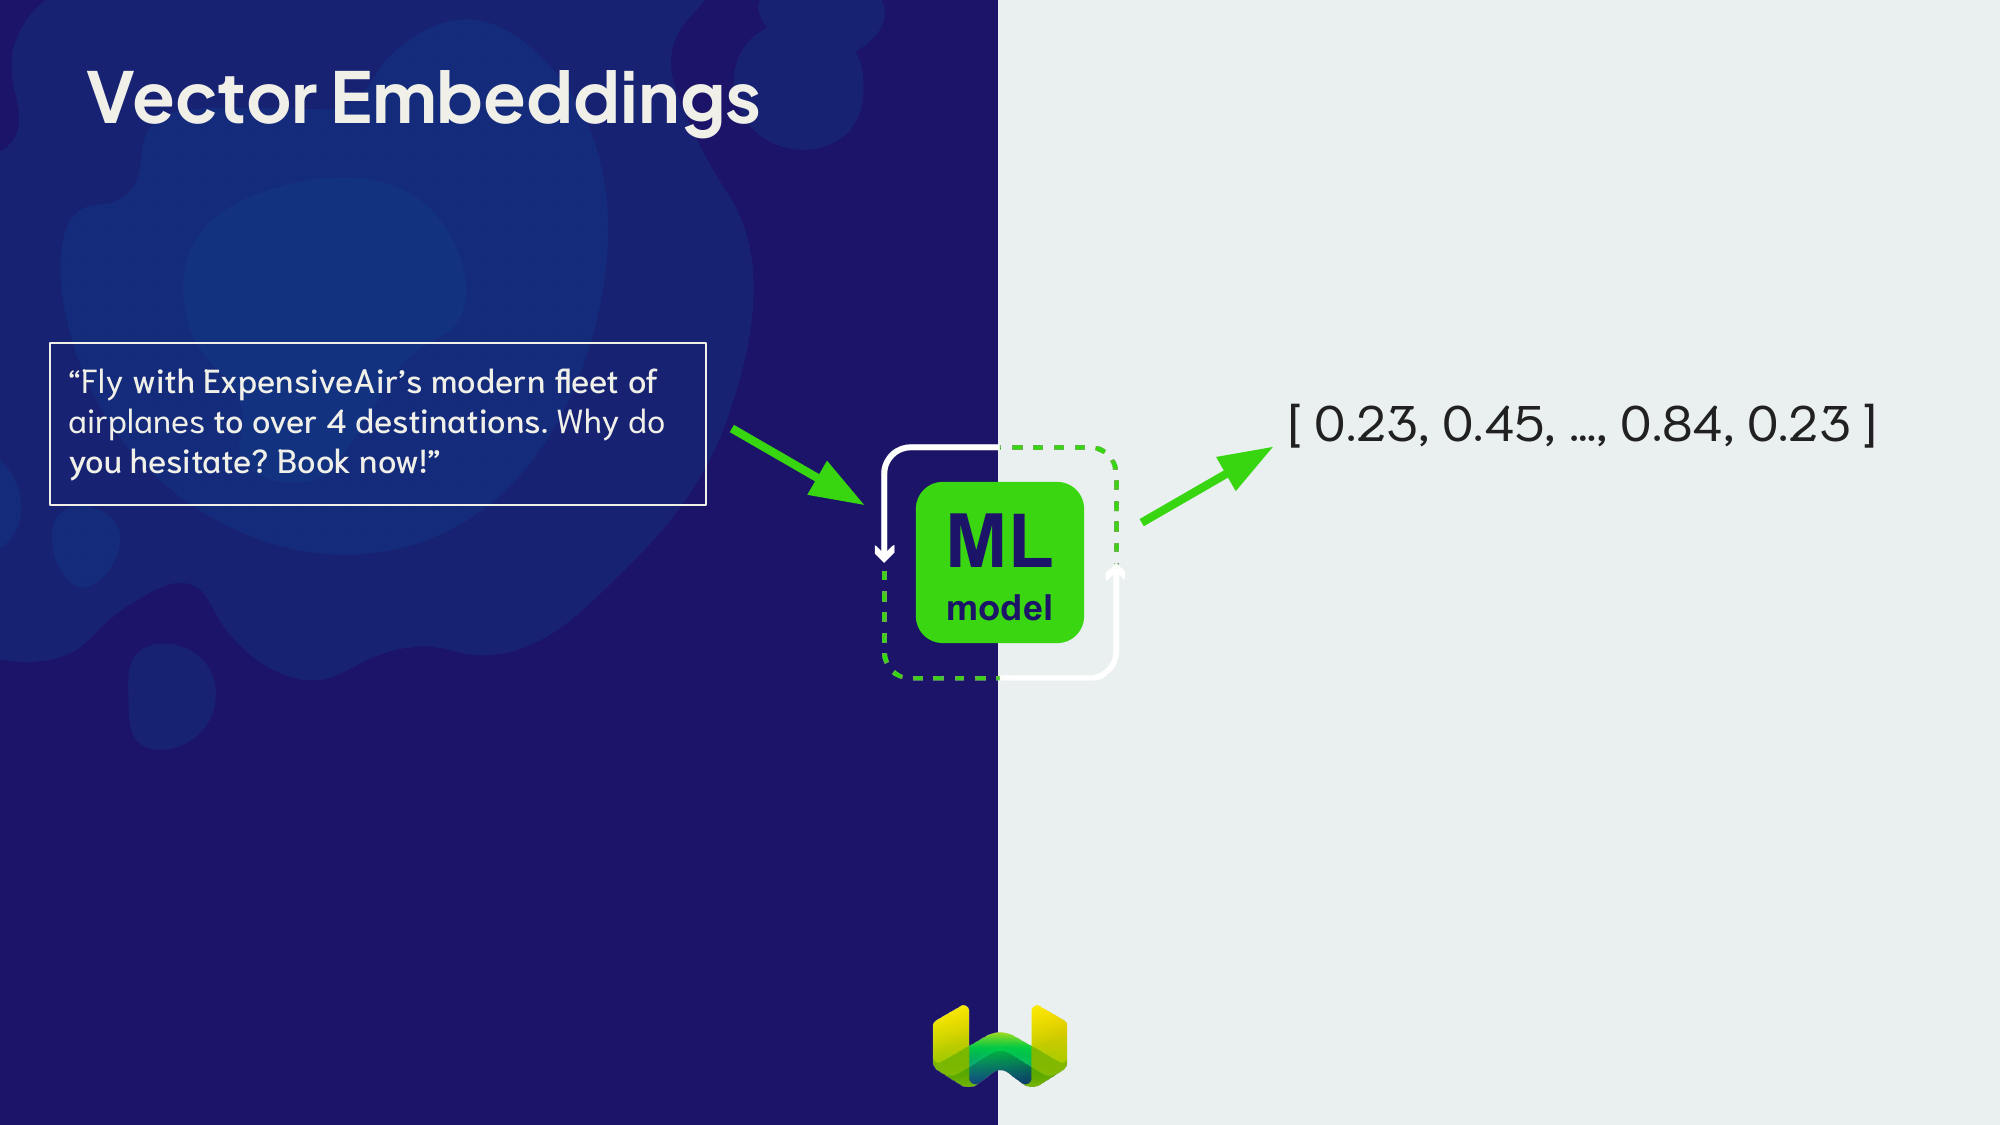 Vector Embeddings
“Fly with ExpensiveAir’s modern fleet of
airplanes to over 4 destinations. Why do
you hesitate? Book now!”
ML
model
[ 0.23, 0.45, ..., 0.84, 0.23 ]